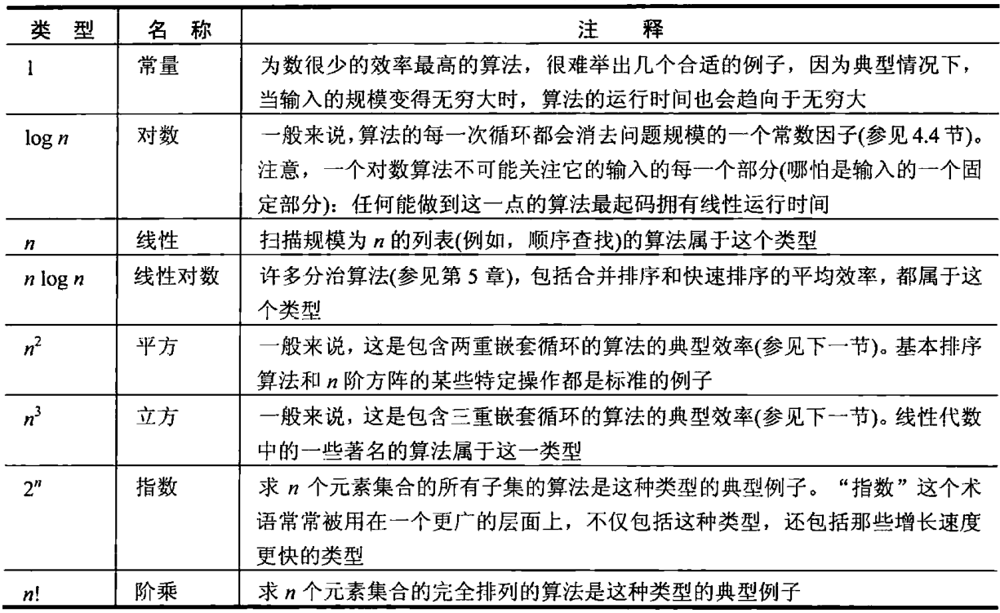 类 型 名 称 注 释
1 常量 为数很少的效率最高的算法，很难举出几个合适的例子，因为典型情况下，
当输入的规模变得无穷大时，算法的运行时间也会趋向于无穷大
log n 对数 一般来说，算法的每一次循环都会消去问题规模的一个常数因子(参见4.4节)。
注意，一个对数算法不可能关注它的输入的每一个部分(哪怕是输入的一个固
定部分)：任何能做到这一点的算法最起码拥有线性运行时间
n 线性 扫描规模为 n 的列表(例如，顺序查找)的算法属于这个类型
n log n 线性对数 许多分治算法(参见第 5 章)，包括合并排序和快速排序的平均效率，都属于这
个类型
n² 平方 一般来说，这是包含两重嵌套循环的算法的典型效率(参见下一节)。基本排序
算法和 n 阶方阵的某些特定操作都是标准的例子
n³ 立方 一般来说，这是包含三重嵌套循环的算法的典型效率(参见下一节)。线性代数
中的一些著名的算法属于这一类型
2ⁿ 指数 求 n 个元素集合的所有子集的算法是这种类型的典型例子。“指数”这个术
语常常被用在一个更广的层面上，不仅包括这种类型，还包括那些增长速度
更快的类型
n! 阶乘 求 n 个元素集合的完全排列的算法是这种类型的典型例子